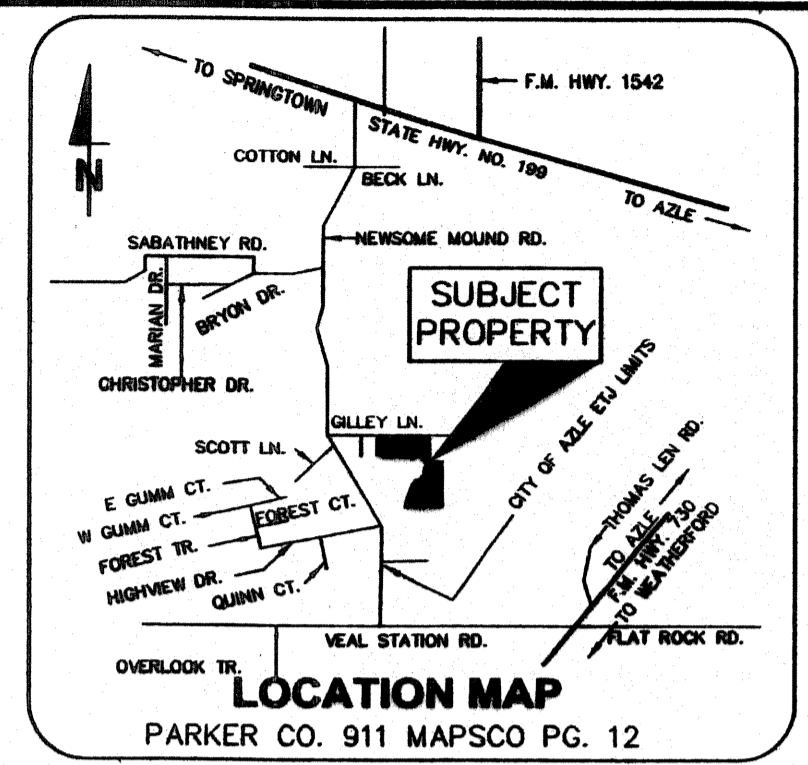 TO SPRINGTOWN
F.M. HWY. 1542
STATE HWY. NO. 199
COTTON LN.
BECK LN.
TO AZLE
N
NEWSOME MOUND RD.
SABATHNEY RD.
MARIAN DR.
BRYON DR.
SUBJECT
PROPERTY
CHRISTOPHER DR.
CITY OF AZLE ETJ LIMITS
GILLEY LN.
SCOTT LN.
THOMAS LEN RD.
E GUMM CT.
W GUMM CT.
FOREST CT.
FOREST TR.
HIGHVIEW DR.
QUINN CT.
TO AZLE
F.M. HWY. 730
TO WEATHERFORD
VEAL STATION RD.
FLAT ROCK RD.
OVERLOOK TR.
LOCATION MAP
PARKER CO. 911 MAPSCO PG. 12